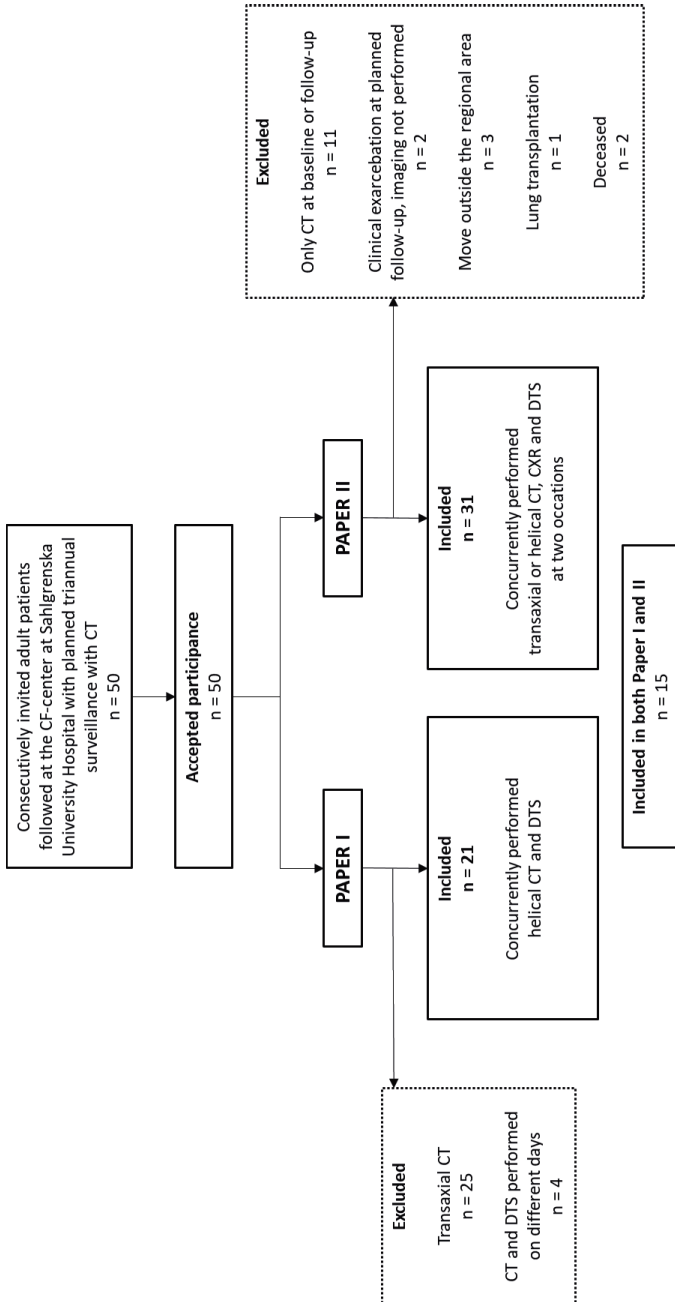 Consecutively invited adult patients
followed at the CF-center at Sahlgrenska
University Hospital with planned triannual
surveillance with CT
n = 50
Accepted participance
n = 50
PAPER I
PAPER II
Excluded
Transaxial CT
n = 25
CT and DTS performed
on different days
n = 4
Included
n = 21
Concurrently performed
helical CT and DTS
Included
n = 31
Concurrently performed
transaxial or helical CT, CXR and DTS
at two occations
Excluded
Only CT at baseline or follow-up
n = 11
Clinical exarcebation at planned
follow-up, imaging not performed
n = 2
Move outside the regional area
n = 3
Lung transplantation
n = 1
Deceased
n = 2
Included in both Paper I and II
n = 15